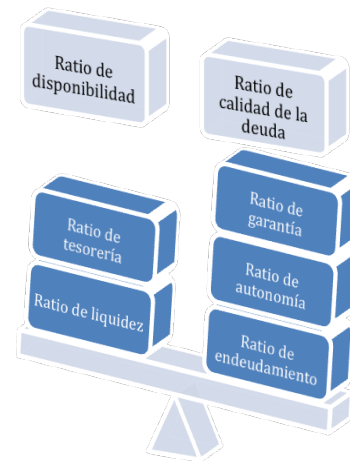 Ratio de
disponibilidad
Ratio de
calidad de la
deuda
Ratio de
tesorería
Ratio de liquidez
Ratio de
garantía
Ratio de
autonomía
Ratio de
endeudamiento